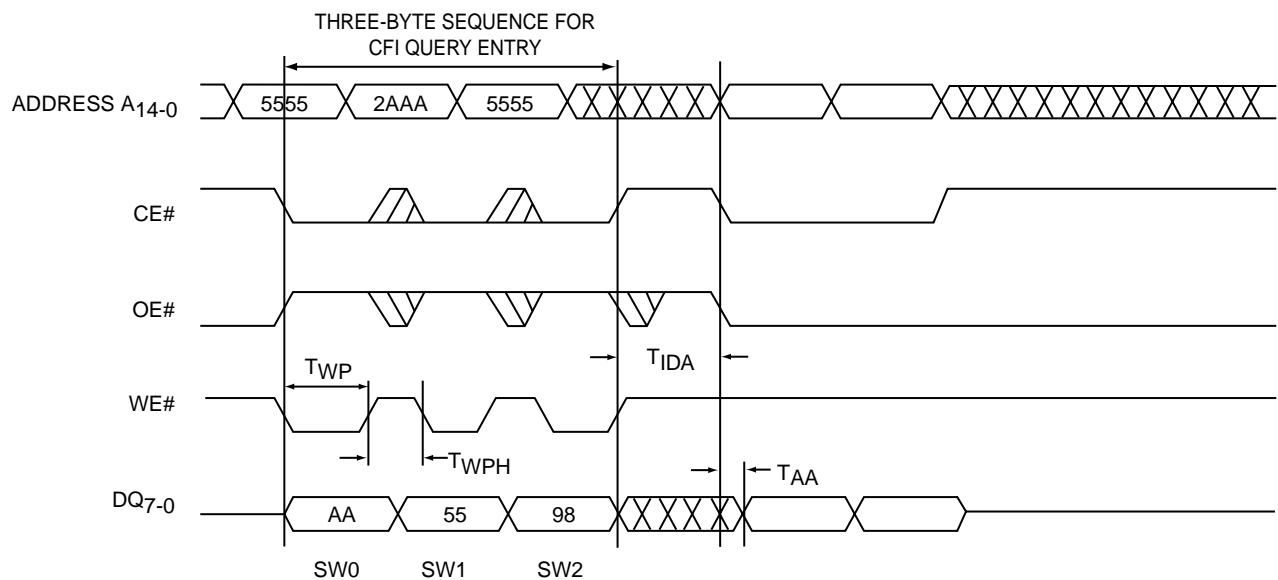 THREE-BYTE SEQUENCE FOR
CFI QUERY ENTRY
ADDRESS A14-0
5555 2AAA 5555
CE#
OE#
TWP
TIDA
WE#
TWPH
TAA
DQ7-0
AA 55 98
SW0 SW1 SW2